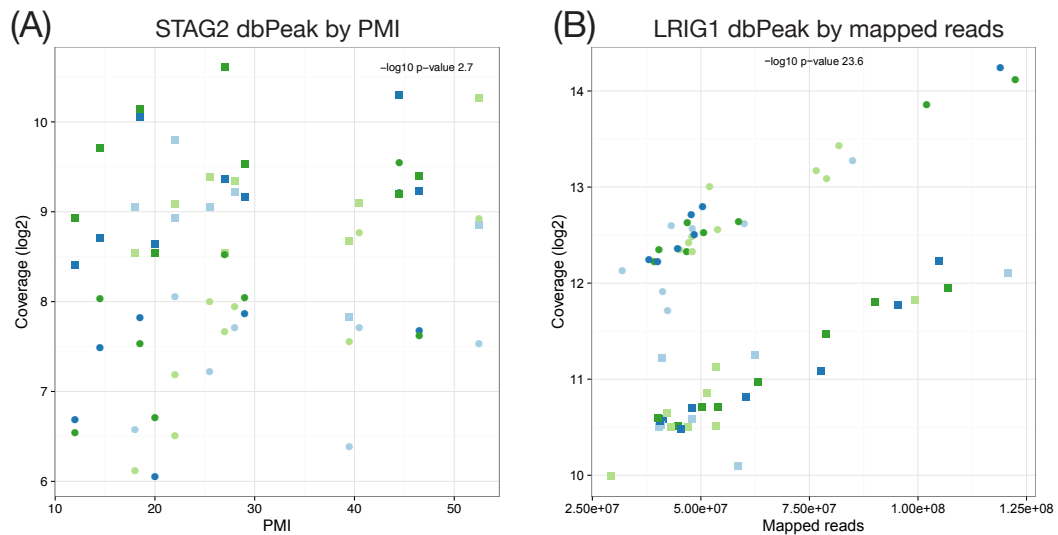 (A)
STAG2 dbPeak by PMI
−log10 p−value 2.7
Coverage (log2)
10
9
8
7
6
10
20
30
40
50
PMI
(B)
LRIG1 dbPeak by mapped reads
−log10 p−value 23.6
Coverage (log2)
14
13
12
11
10
2.50e+07
5.00e+07
7.50e+07
1.00e+08
1.25e+08
Mapped reads